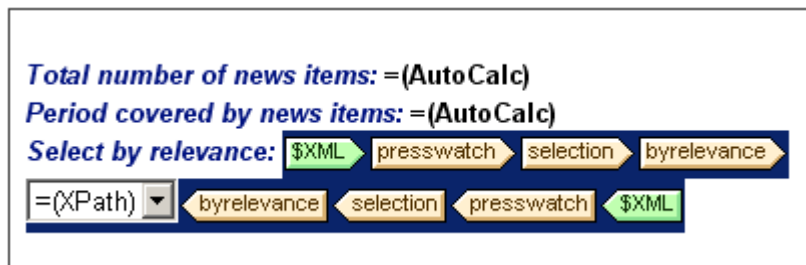 Total number of news items: =(AutoCalc)
Period covered by news items: =(AutoCalc)
Select by relevance: $XML presswatch selection byrelevance
=(XPath) byrelevance selection presswatch $XML